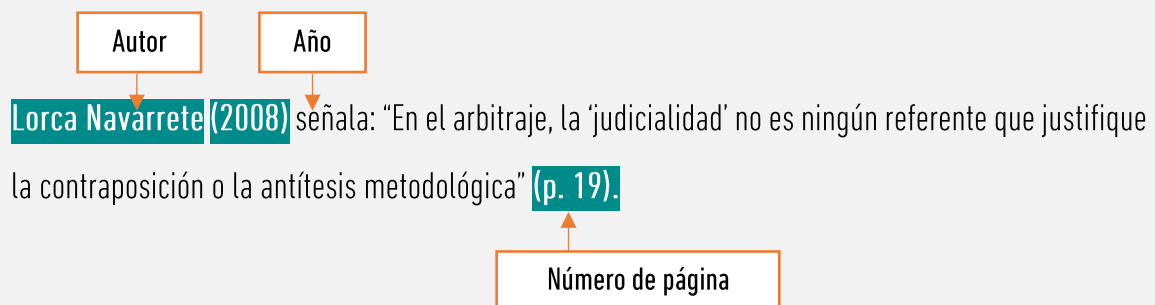 Autor
Año
Lorca Navarrete (2008) señala: “En el arbitraje, la ‘judicialidad’ no es ningún referente que justifique
la contraposición o la antítesis metodológica” (p. 19).
Número de página